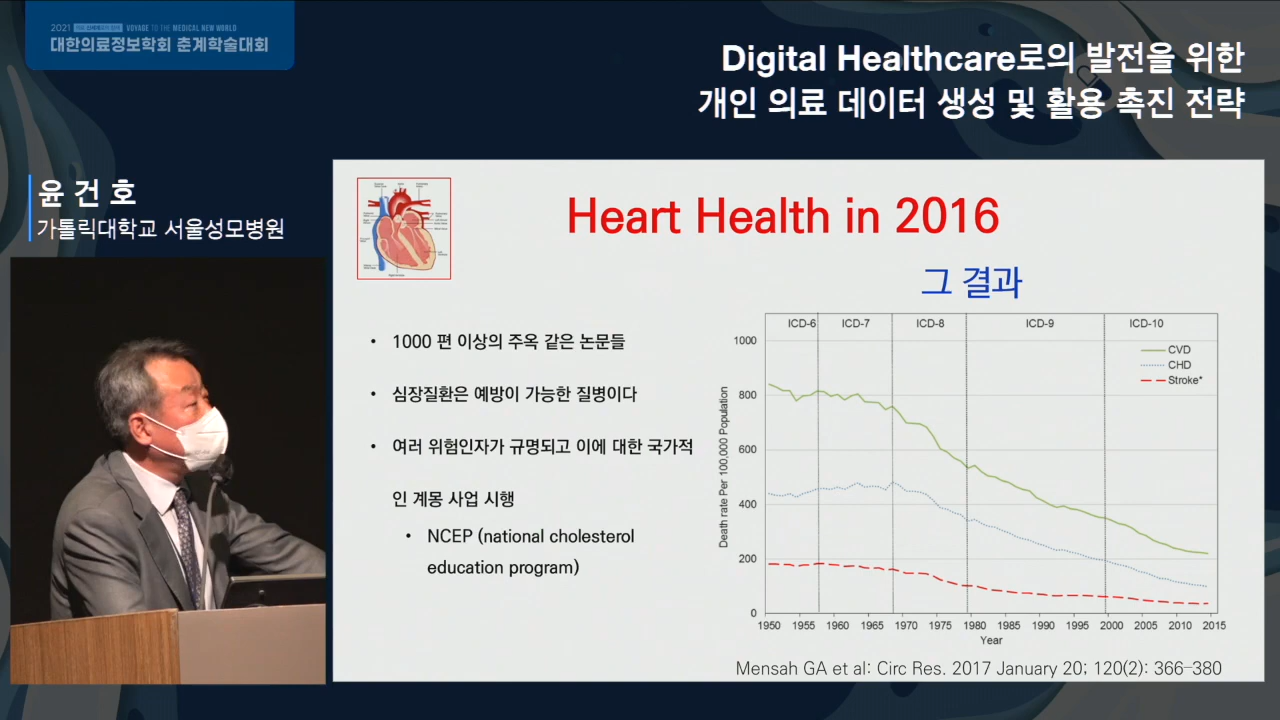 2021 VOYAGE TO THE MEDICAL NEW WORLD
대한의료정보학회 춘계학술대회
Digital Healthcare로의 발전을 위한
개인 의료 데이터 생성 및 활용 촉진 전략
윤 건 호
가톨릭대학교 서울성모병원
Heart Health in 2016
그 결과
• 1000 편 이상의 주옥 같은 논문들
• 심장질환은 예방이 가능한 질병이다
• 여러 위험인자가 규명되고 이에 대한 국가적
인 계몽 사업 시행
• NCEP (national cholesterol
education program)
ICD-6 ICD-7 ICD-8 ICD-9 ICD-10
CVD
CHD
Stroke*
Death rate Per 100,000 Population
1000
800
600
400
200
0
1950 1955 1960 1965 1970 1975 1980 1985 1990 1995 2000 2005 2010 2015
Year
Mensah GA et al: Circ Res. 2017 January 20; 120(2): 366–380